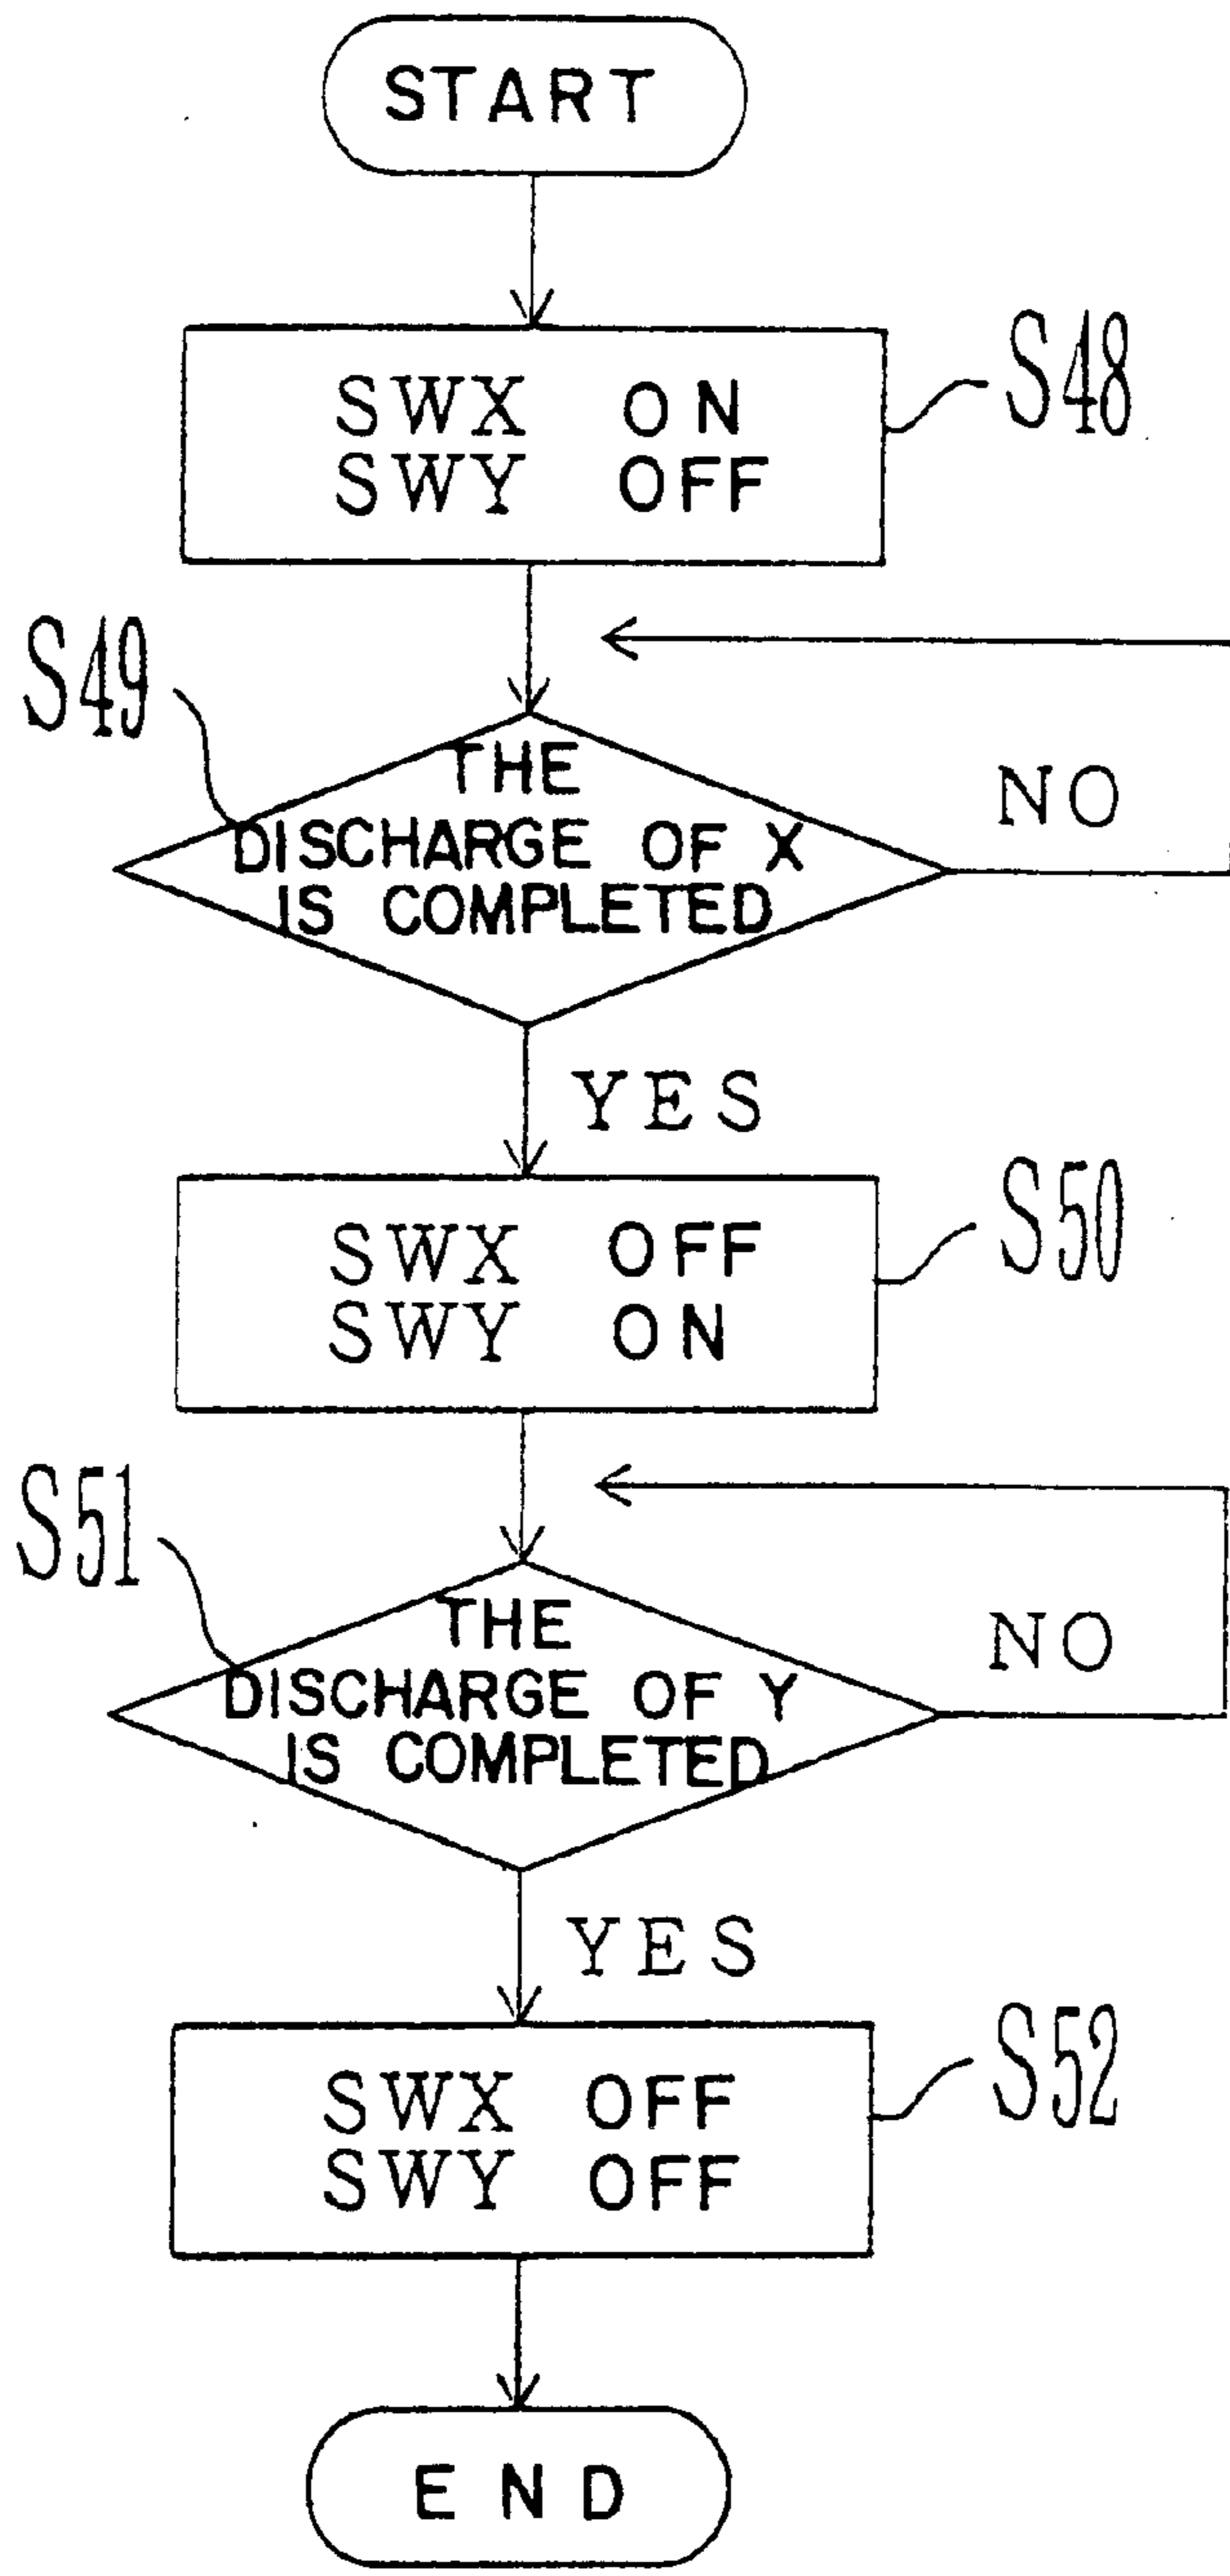 START
SWX ON
SWY OFF
S48
S49
THE
DISCHARGE OF X
IS COMPLETED
NO
YES
SWX OFF
SWY ON
S50
S51
THE
DISCHARGE OF Y
IS COMPLETED
NO
YES
SWX OFF
SWY OFF
S52
END